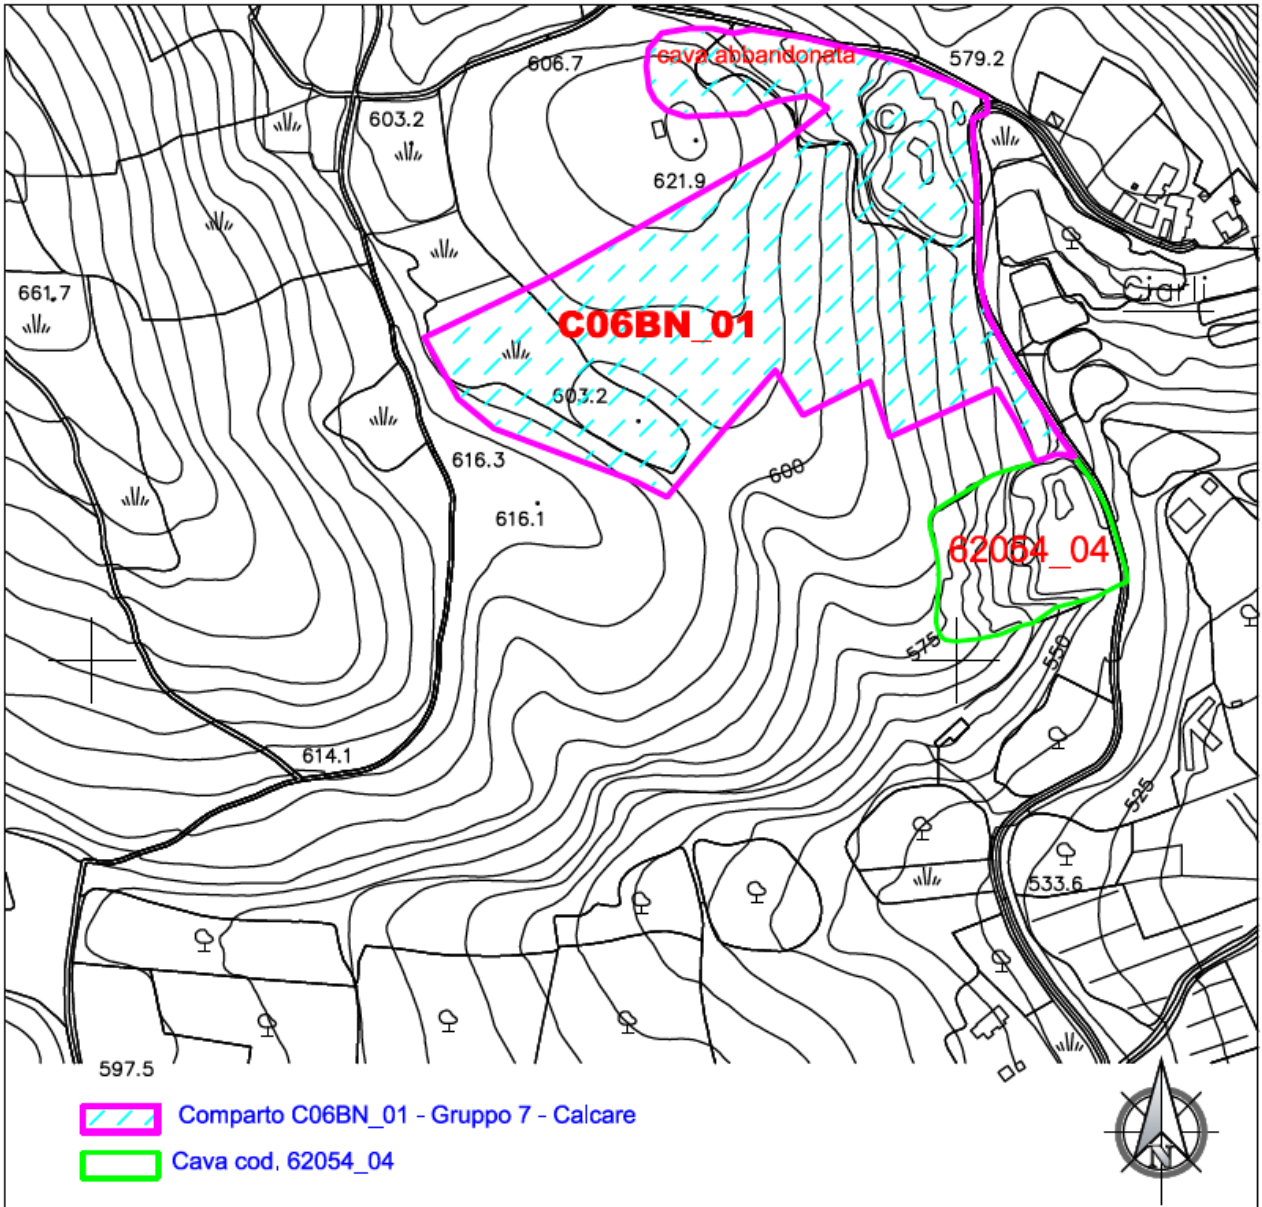 cava abbandonata
606.7
579.2
603.2
C
621.9
661.7
Ciarli
C06BN_01
603.2
616.3
600
616.1
62054_04
575
550
614.1
525
533.6
597.5
Comparto C06BN_01 - Gruppo 7 - Calcare
Cava cod. 62054_04
N